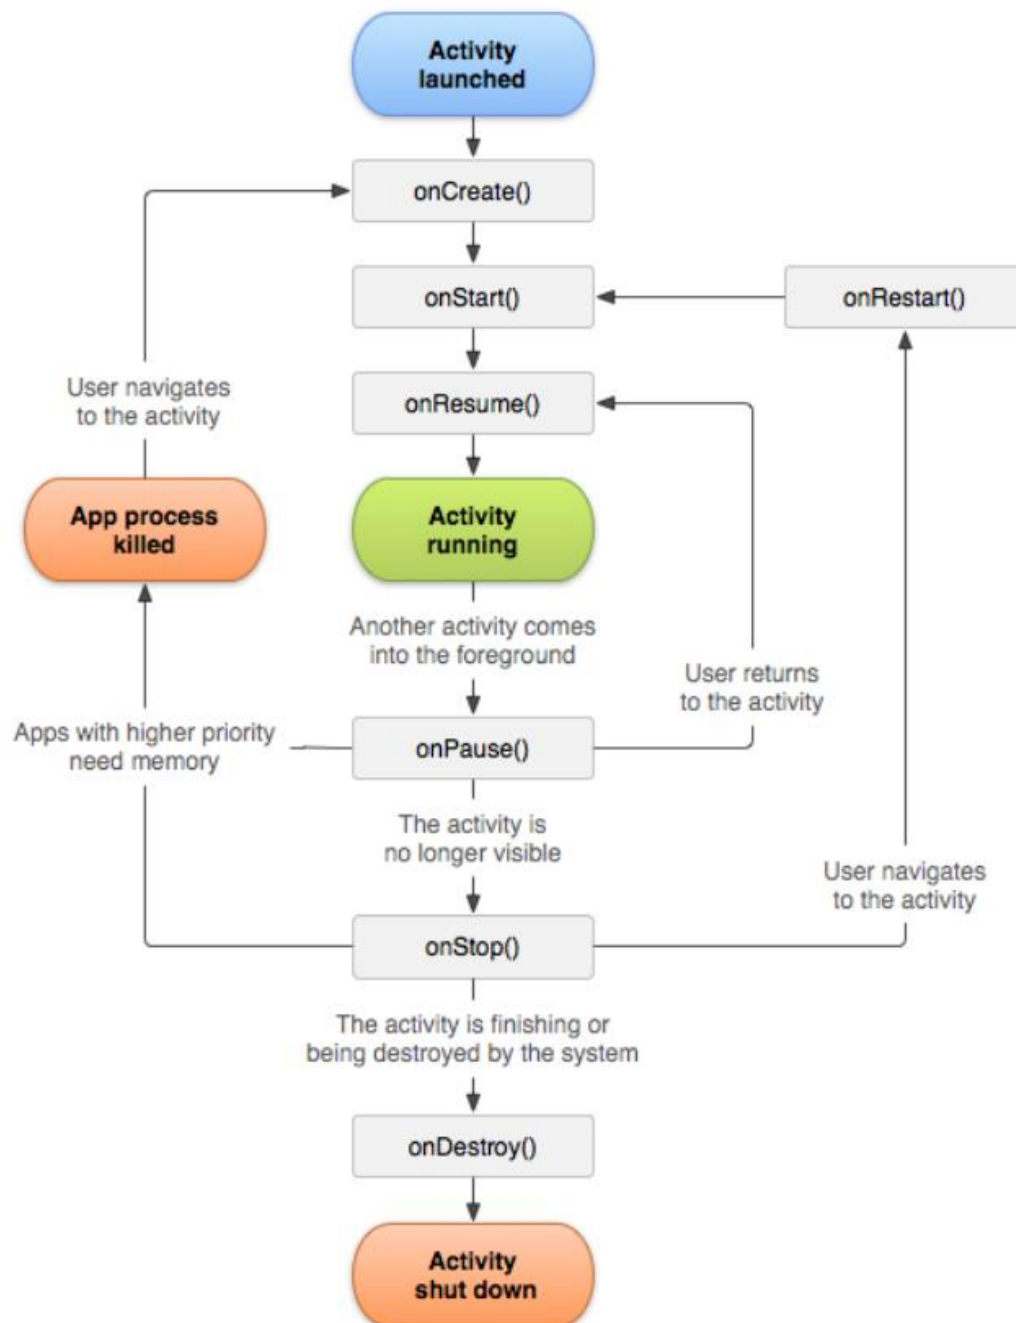 Activity
launched
onCreate()
onStart()
onRestart()
User navigates
to the activity
onResume()
App process
killed
Activity
running
Another activity comes
into the foreground
User returns
to the activity
Apps with higher priority
need memory
onPause()
The activity is
no longer visible
User navigates
to the activity
onStop()
The activity is finishing or
being destroyed by the system
onDestroy()
Activity
shut down